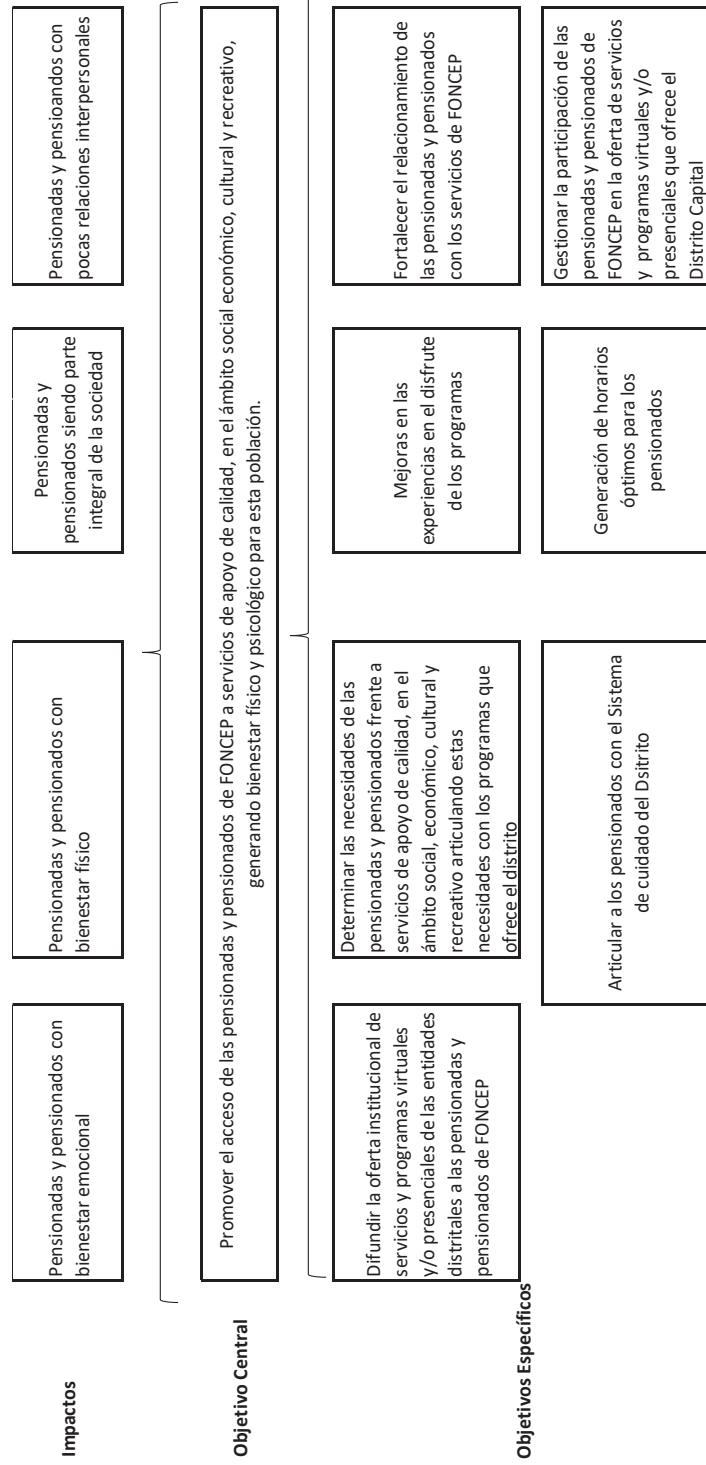 Impactos
Pensionadas y pensionados con
bienestar emocional
Pensionadas y pensionados con
bienestar físico
Pensionadas y
pensionados siendo parte
integral de la sociedad
Pensionadas y pensioandos con
pocas relaciones interpersonales
Objetivo Central
Promover el acceso de las pensionadas y pensionados de FONCEP a servicios de apoyo de calidad, en el ámbito social económico, cultural y recreativo,
generando bienestar físico y psicológico para esta población.
Objetivos Específicos
Difundir la oferta institucional de
servicios y programas virtuales
y/o presenciales de las entidades
distritales a las pensionadas y
pensionados de FONCEP
Determinar las necesidades de las
pensionadas y pensionados frente a
servicios de apoyo de calidad, en el
ámbito social, económico, cultural y
recreativo articulando estas
necesidades con los programas que
ofrece el distrito
Mejoras en las
experiencias en el disfrute
de los programas
Fortalecer el relacionamiento de
las pensionadas y pensionados
con los servicios de FONCEP
Articular a los pensionados con el Sistema
de cuidado del Dsitrito
Generación de horarios
óptimos para los
pensionados
Gestionar la participación de las
pensionadas y pensionados de
FONCEP en la oferta de servicios
y programas virtuales y/o
presenciales que ofrece el
Distrito Capital